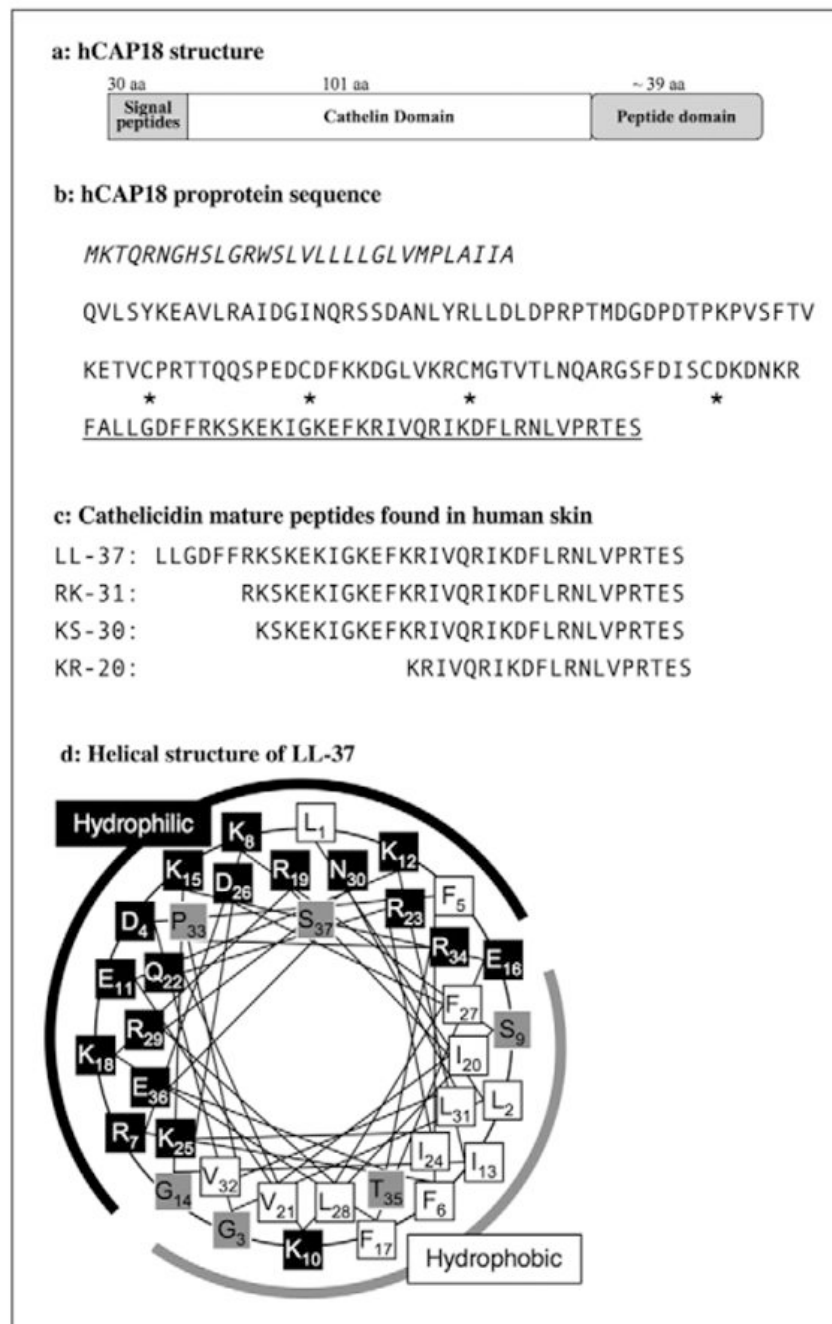 a: hCAP18 structure
30 aa 101 aa ~ 39 aa
Signal peptides Cathelin Domain Peptide domain
b: hCAP18 proprotein sequence
MKTQRNGHSLGRWSLVLLLLGLVMPLAIIA
QVLSYKEAVLRAIDGINQRSSDANLYRLLDLDPRPTMDGDPDTPKPVSFTV
KETVCPRTTQQSPEDCDFKKDGLVKRCMGTVTLNQARGSFDISCDKDNKR
* * * *
FALLGDFFRKSKEKIGKEFKRIVQRIKDFLRNLVPRTES
c: Cathelicidin mature peptides found in human skin
LL-37: LLGDFFRKSKEKIGKEFKRIVQRIKDFLRNLVPRTES
RK-31: RKSKEKIGKEFKRIVQRIKDFLRNLVPRTES
KS-30: KSKEKIGKEFKRIVQRIKDFLRNLVPRTES
KR-20: KRIVQRIKDFLRNLVPRTES
d: Helical structure of LL-37
Hydrophilic
L1
K8 K12
K15 D26 R19 N30 F5
R23
D4 P33 S37
R34 E16
E11 Q22
F27 S9
R29
K18 I20
E36 L31 L2
R7 K25
I24 I13
V32
G14 T35 F6
G3 V21 L28
K10 F17
Hydrophobic